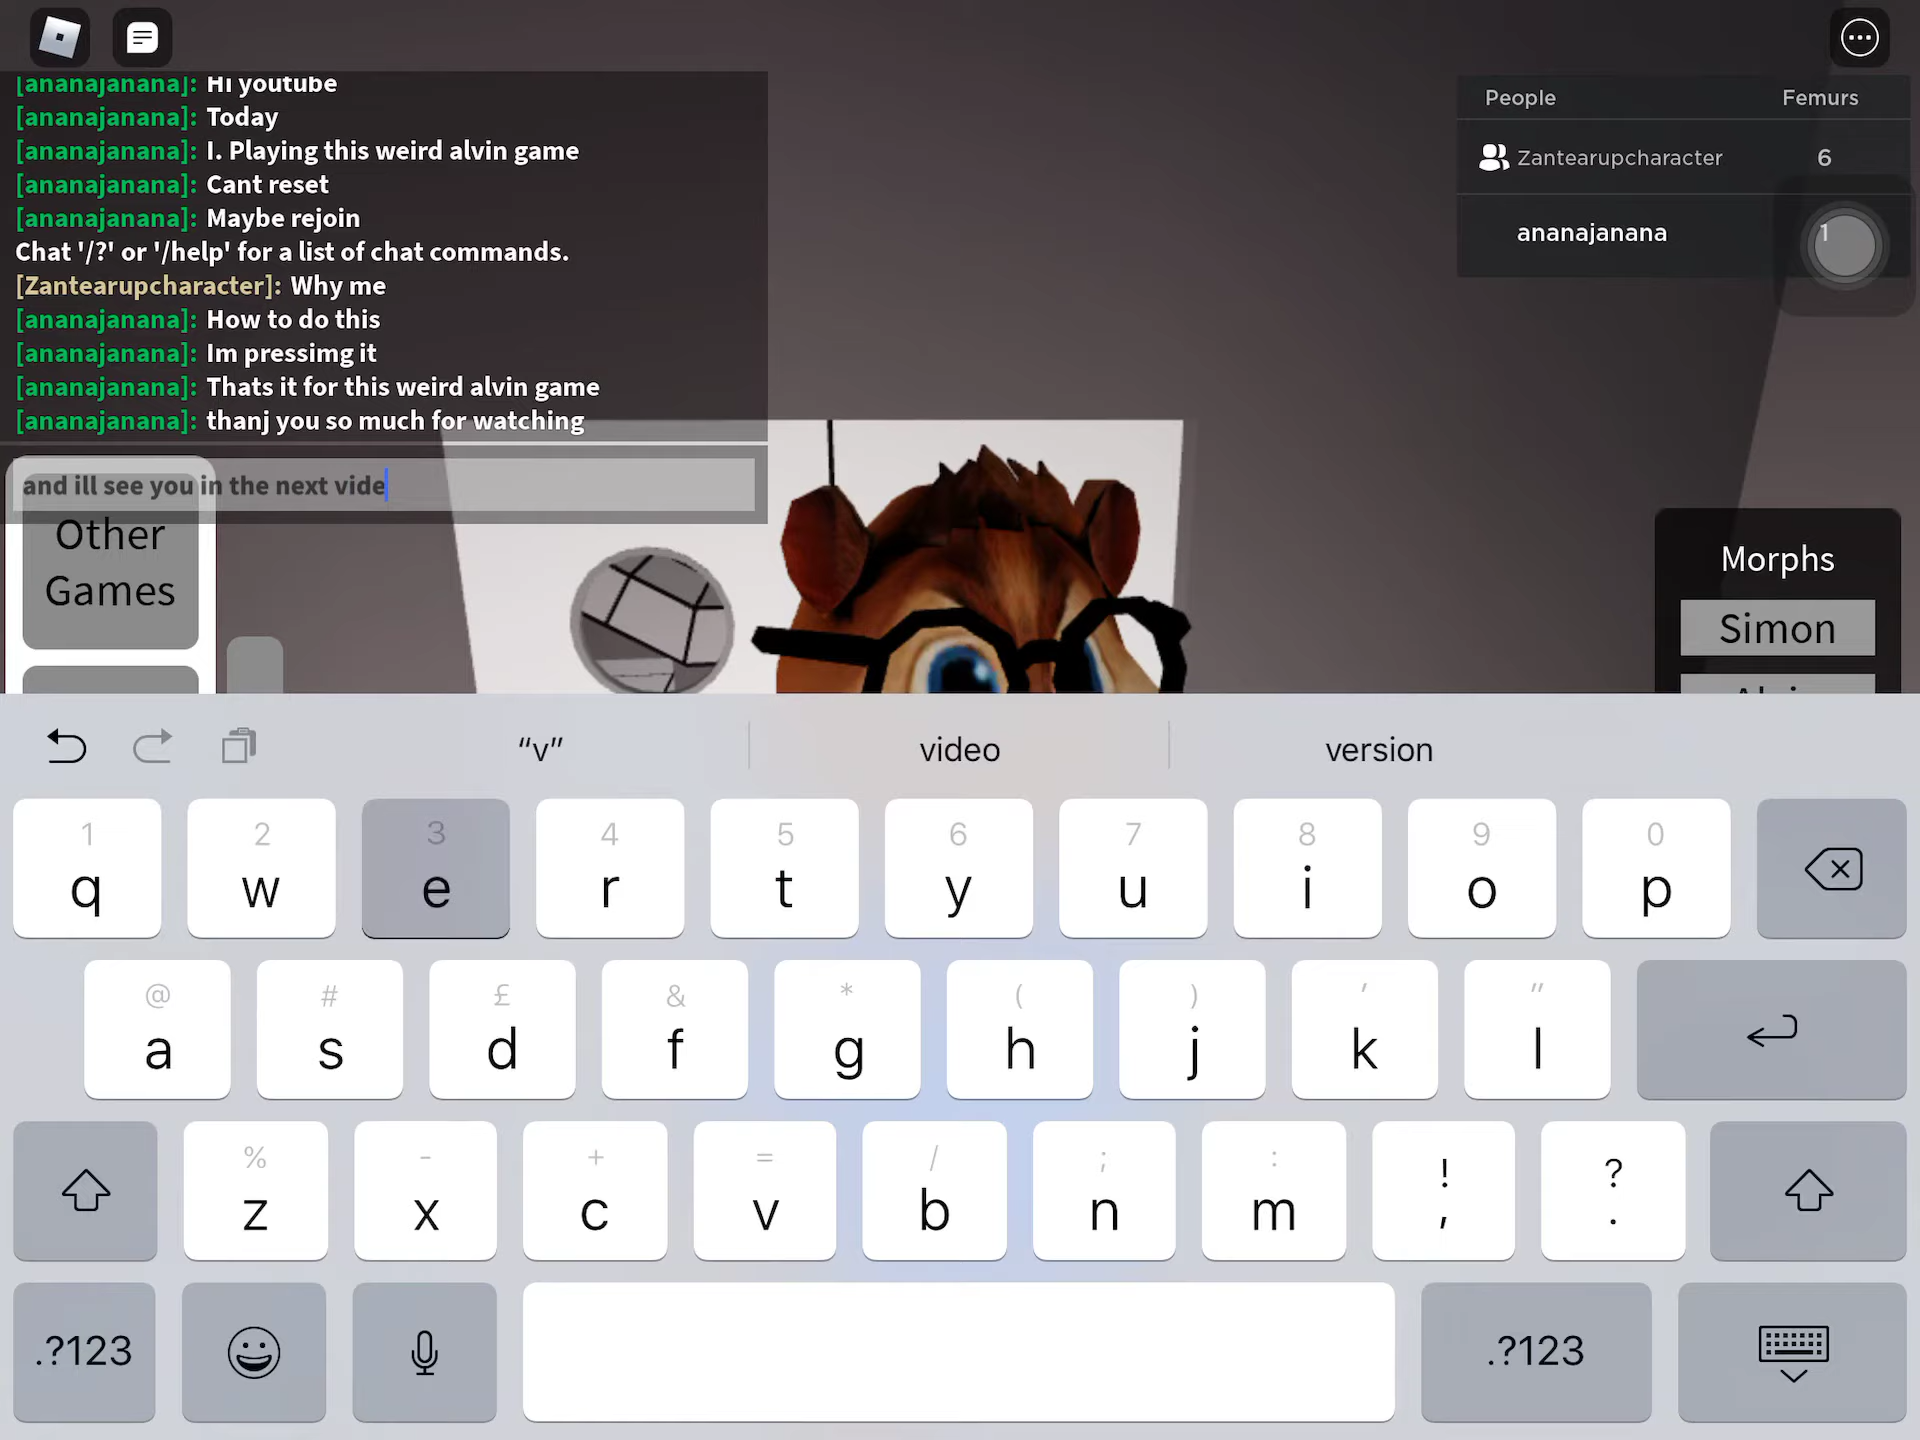 [ananajanana]: Hi youtube
[ananajanana]: Today
[ananajanana]: I. Playing this weird alvin game
[ananajanana]: Cant reset
[ananajanana]: Maybe rejoin
Chat '/?' or '/help' for a list of chat commands.
[Zantearupcharacter]: Why me
[ananajanana]: How to do this
[ananajanana]: Im pressimg it
[ananajanana]: Thats it for this weird alvin game
[ananajanana]: thanj you so much for watching
and ill see you in the next vide
Other
Games
People Femurs
Zantearupcharacter 6
ananajanana 1
Morphs
Simon
“v” video version
1 2 3 4 5 6 7 8 9 0
q w e r t y u i o p
@ # £ & * ( ) ' "
a s d f g h j k l
% - + = / ; : ! ?
z x c v b n m , .
.?123 .?123